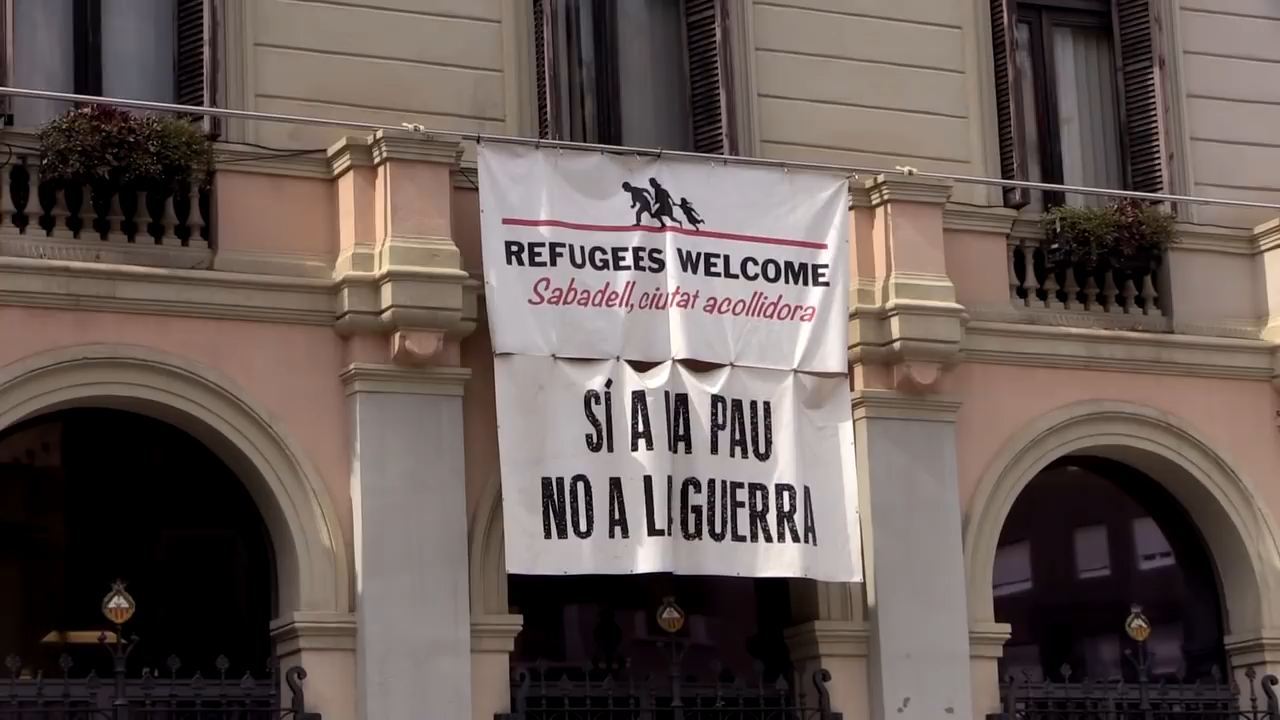 REFUGEES WELCOME
Sabadell, ciutat acollidora
SÍ A LA PAU
NO A LA GUERRA